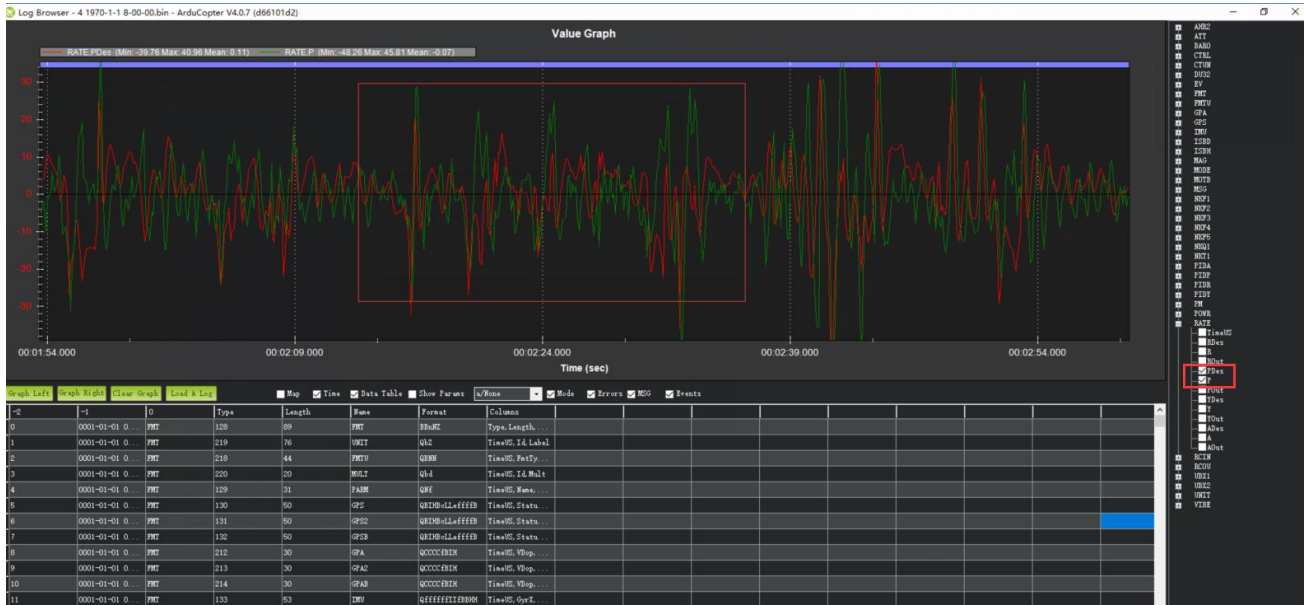 Log Browser - 4 1970-1-1 8-00-00.bin - ArduCopter V4.0.7 (d66101d2)
Value Graph
RATE.PDes (Min: -39.76 Max: 40.96 Mean: 0.11) RATE.P (Min: -48.26 Max: 45.81 Mean: -0.07)
30
20
10
0
-10
-20
-30
00:01:54.000 00:02:09.000 00:02:24.000 00:02:39.000 00:02:54.000
Time (sec)
Graph Left Graph Right Clear Graph Load A Log Map Time Data Table Show Params a/None Mode Errors MSG Events
-2 -1 0 Type Length Name Format Columns
0 0001-01-01 0... FMT 128 89 FMT BBnNZ Type, Length,...
1 0001-01-01 0... FMT 219 76 UNIT QbZ TimeUS, Id, Label
2 0001-01-01 0... FMT 218 44 FMTU QBNN TimeUS, FmtTy...
3 0001-01-01 0... FMT 220 20 MULT Qbd TimeUS, Id, Mult
4 0001-01-01 0... FMT 129 31 PARM QNf TimeUS, Name,...
5 0001-01-01 0... FMT 130 50 GPS QBIHBcLLeffffB TimeUS, Statu...
6 0001-01-01 0... FMT 131 50 GPS2 QBIHBcLLeffffB TimeUS, Statu...
7 0001-01-01 0... FMT 132 50 GPSB QBIHBcLLeffffB TimeUS, Statu...
8 0001-01-01 0... FMT 212 30 GPA QCCCCfBIH TimeUS, VDop,...
9 0001-01-01 0... FMT 213 30 GPA2 QCCCCfBIH TimeUS, VDop,...
10 0001-01-01 0... FMT 214 30 GPAB QCCCCfBIH TimeUS, VDop,...
11 0001-01-01 0... FMT 133 53 IMU QffffffIIfBBHH TimeUS, GyrX,...
AHR2
ATT
BARO
CTRL
CTUN
DU32
EV
FMT
FMTU
GPA
GPS
IMU
ISBD
ISBH
MAG
MODE
MOTB
MSG
NKF1
NKF2
NKF3
NKF4
NKF5
NKQ1
NKT1
PIDA
PIDP
PIDR
PIDY
PM
POWR
RATE
TimeUS
RDes
R
ROut
PDes
P
POut
YDes
Y
YOut
ADes
A
AOut
RCIN
RCOU
UBX1
UBX2
UNIT
VIBE